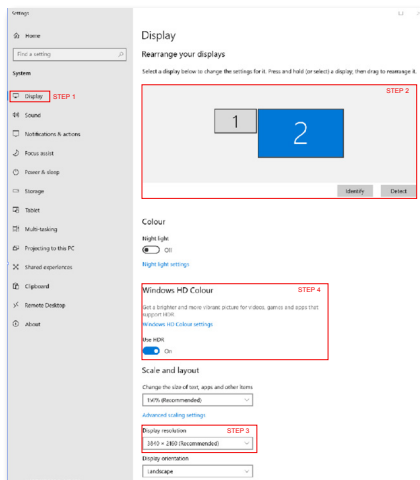 Settings
Home
Find a setting
System
Display STEP 1
Sound
Notifications & actions
Focus assist
Power & sleep
Storage
Tablet
Multi-tasking
Projecting to this PC
Shared experiences
Clipboard
Remote Desktop
About
Display
Rearrange your displays
Select a display below to change the settings for it. Press and hold (or select) a display, then drag to rearrange it.
STEP 2
1
2
Identify
Detect
Colour
Night light
Off
Night light settings
Windows HD Colour STEP 4
Get a brighter and more vibrant picture for videos, games and apps that
support HDR.
Windows HD Colour settings
Use HDR
On
Scale and layout
Change the size of text, apps and other items
(Recommended)
Advanced scaling settings
Display resolution STEP 3
3840 × 2160 (Recommended)
Display orientation
Landscape